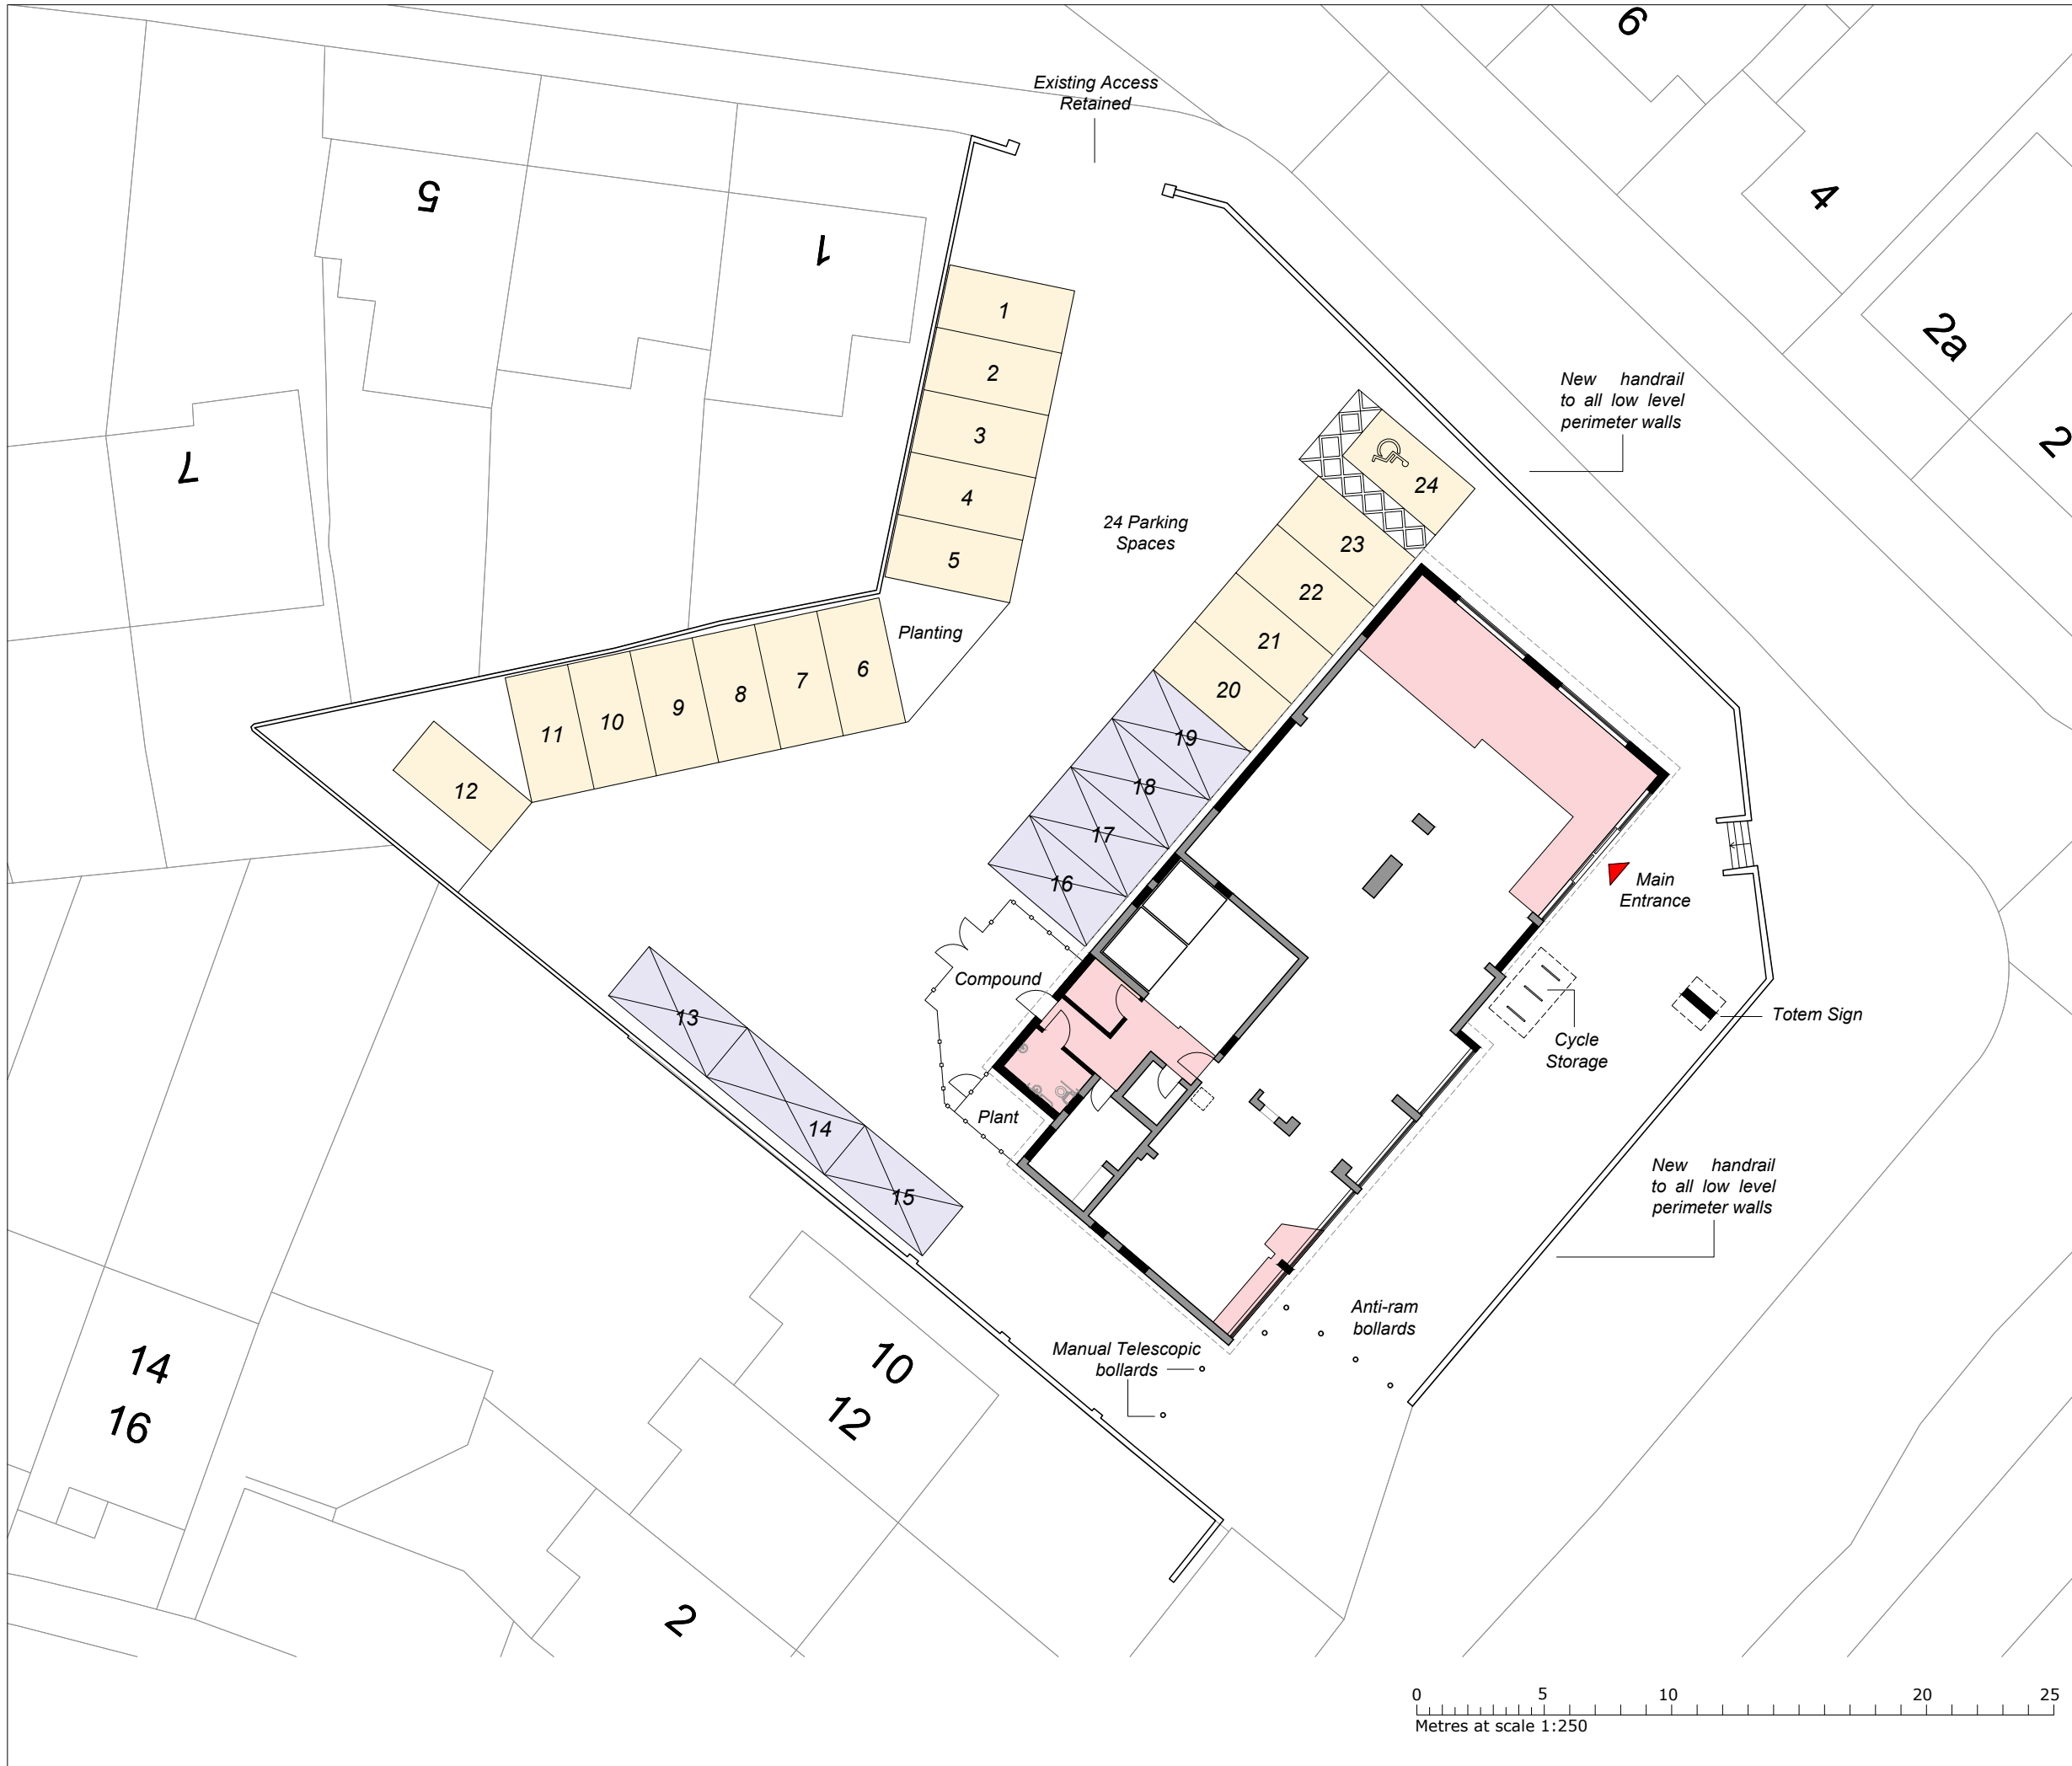 6
4
2a
2
5
1
7
Existing Access
Retained
1
2
3
4
5
24 Parking
Spaces
New handrail
to all low level
perimeter walls
24
23
22
21
20
19
18
17
16
Planting
6
7
8
9
10
11
12
13
14
15
Compound
Plant
Main
Entrance
Cycle
Storage
Totem Sign
New handrail
to all low level
perimeter walls
Anti-ram
bollards
Manual Telescopic
bollards
14
16
10
12
2
0 5 10 20 25
Metres at scale 1:250